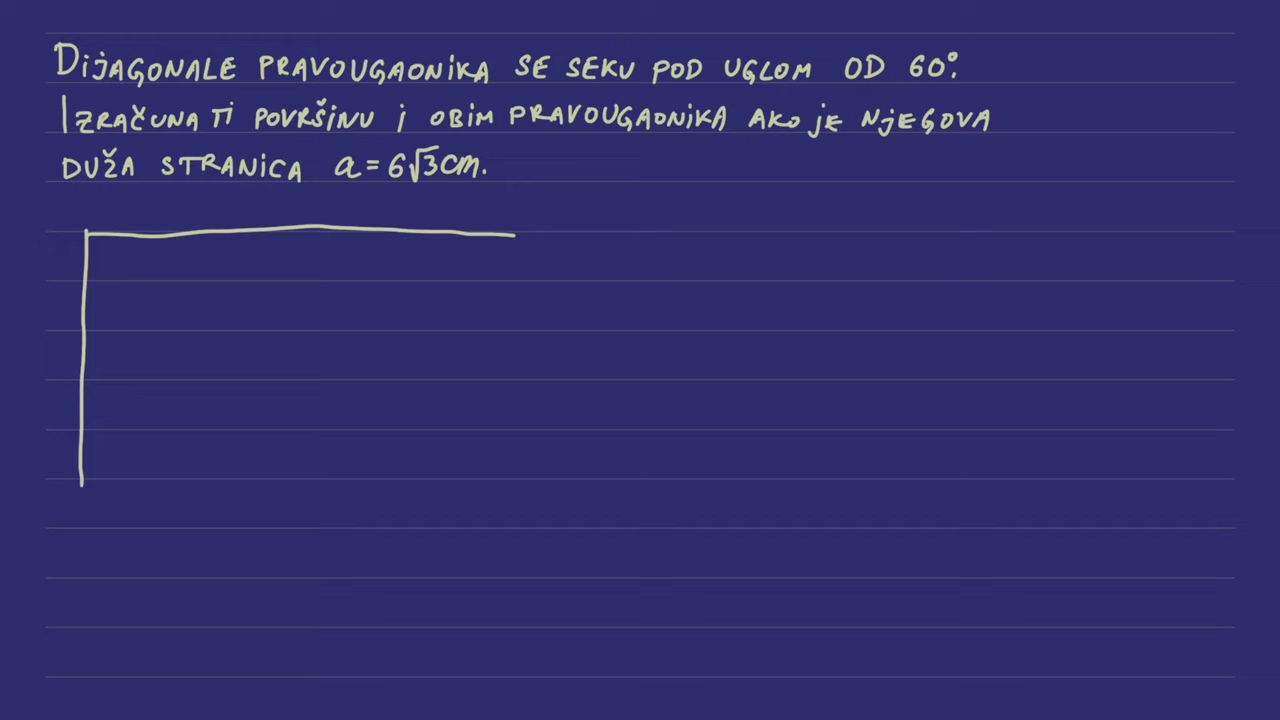 DIJAGONALE PRAVOUGAONIKA SE SEKU POD UGLOM OD 60°.
IZRAČUNATI POVRŠINU I OBIM PRAVOUGAONIKA AKO JE NJEGOVA
DUŽA STRANICA a=6√3cm.